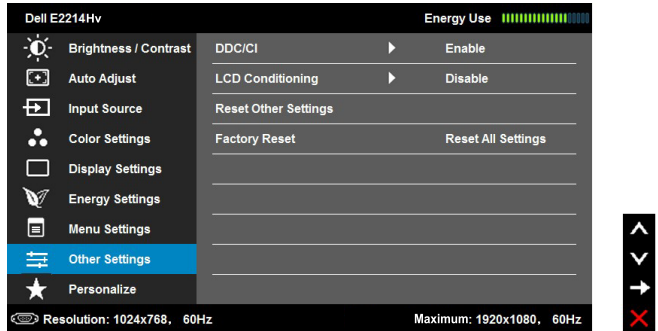 Dell E2214Hv Energy Use
Brightness / Contrast DDC/CI Enable
Auto Adjust LCD Conditioning Disable
Input Source Reset Other Settings
Color Settings Factory Reset Reset All Settings
Display Settings
Energy Settings
Menu Settings
Other Settings
Personalize
Resolution: 1024x768, 60Hz Maximum: 1920x1080, 60Hz